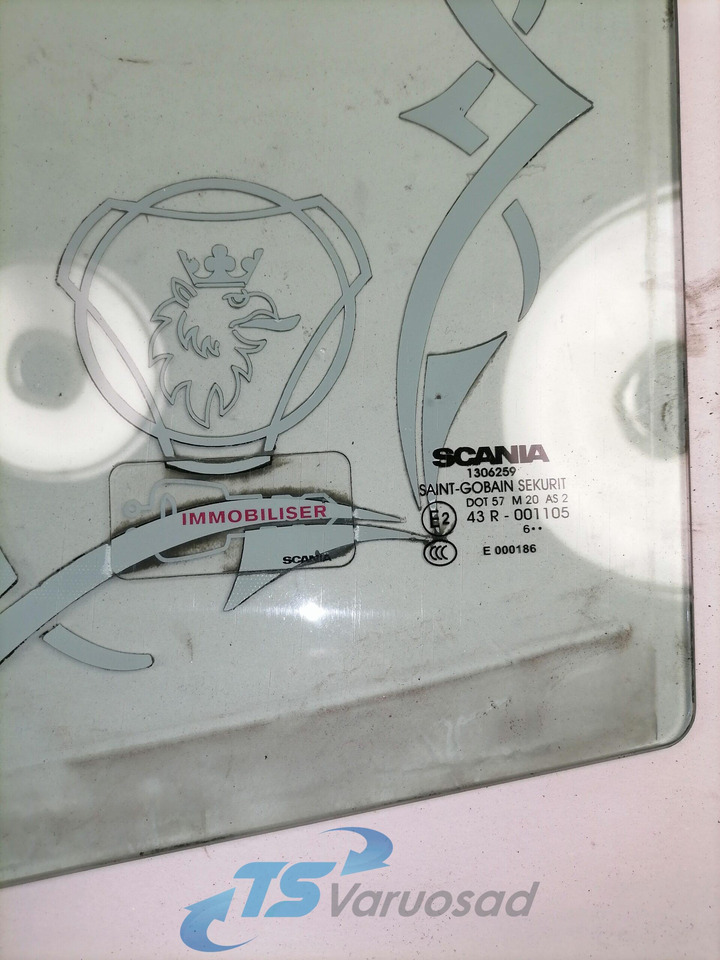 SCANIA
1306259
SAINT-GOBAIN SEKURIT
DOT 57 M 20 AS 2
E2 43 R - 001105
6••
CCC E 000186
IMMOBILISER
SCANIA
TS Varuosad